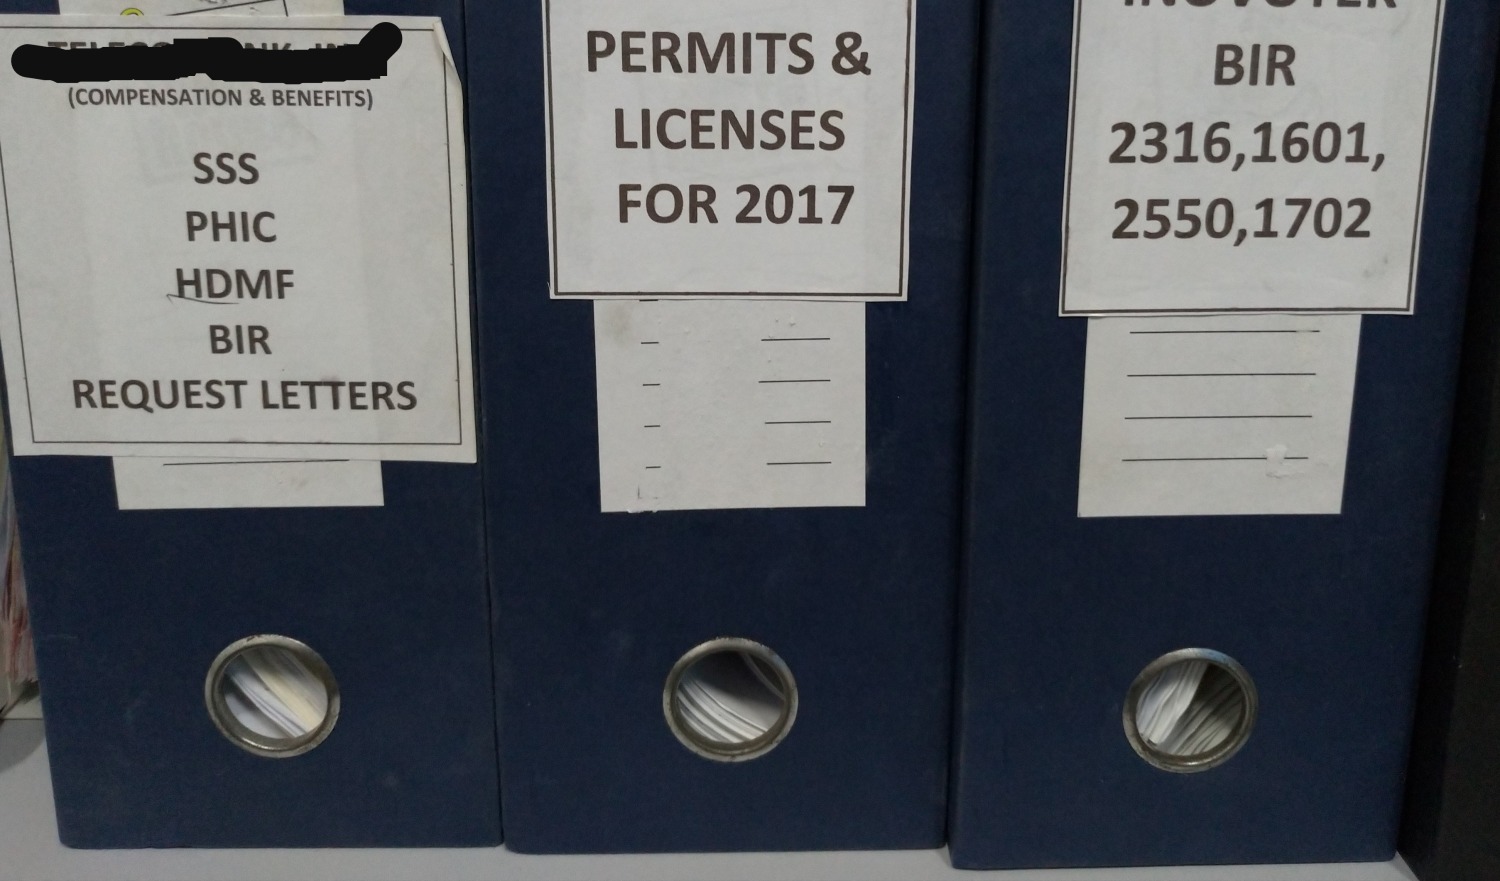 (COMPENSATION & BENEFITS)
SSS
PHIC
HDMF
BIR
REQUEST LETTERS
PERMITS &
LICENSES
FOR 2017
BIR
2316,1601,
2550,1702